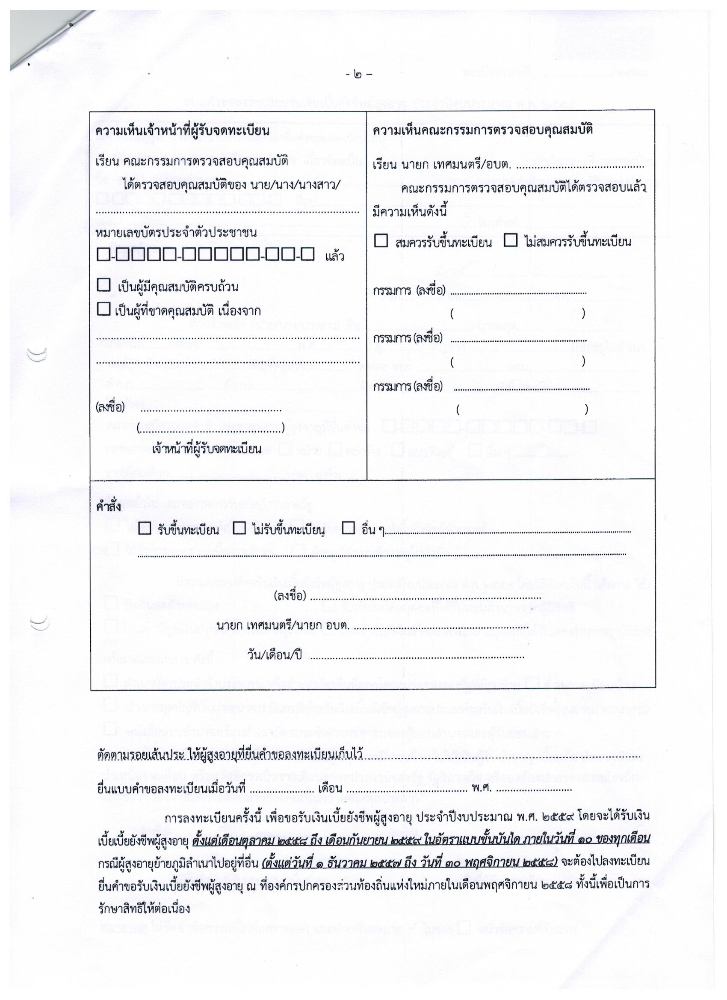 - ๒ –
ความเห็นเจ้าหน้าที่ผู้รับจดทะเบียน
เรียน คณะกรรมการตรวจสอบคุณสมบัติ
ได้ตรวจสอบคุณสมบัติของ นาย/นาง/นางสาว/
................................................................................
หมายเลขบัตรประจำตัวประชาชน
☐-☐☐☐☐-☐☐☐☐☐-☐☐-☐ แล้ว
☐ เป็นผู้มีคุณสมบัติครบถ้วน
☐ เป็นผู้ที่ขาดคุณสมบัติ เนื่องจาก
................................................................................
................................................................................
(ลงชื่อ) ............................................
(............................................)
เจ้าหน้าที่ผู้รับจดทะเบียน
ความเห็นคณะกรรมการตรวจสอบคุณสมบัติ
เรียน นายก เทศมนตรี/อบต. ........................................
คณะกรรมการตรวจสอบคุณสมบัติได้ตรวจสอบแล้ว
มีความเห็นดังนี้
☐ สมควรรับขึ้นทะเบียน ☐ ไม่สมควรรับขึ้นทะเบียน
กรรมการ (ลงชื่อ) ............................................
( )
กรรมการ (ลงชื่อ) ............................................
( )
กรรมการ (ลงชื่อ) ............................................
( )
คำสั่ง
☐ รับขึ้นทะเบียน ☐ ไม่รับขึ้นทะเบียน ☐ อื่น ๆ............................................................
................................................................................
(ลงชื่อ) ............................................................
นายก เทศมนตรี/นายก อบต. ............................................
วัน/เดือน/ปี ............................................................
ตัดตามรอยเส้นประ ให้ผู้สูงอายุที่ยื่นคำขอลงทะเบียนเก็บไว้............................................................
ยื่นแบบคำขอลงทะเบียนเมื่อวันที่ .................... เดือน ...................................... พ.ศ. ........................
การลงทะเบียนครั้งนี้ เพื่อขอรับเงินเบี้ยยังชีพผู้สูงอายุ ประจำปีงบประมาณ พ.ศ. ๒๕๕๙ โดยจะได้รับเงิน
เบี้ยเบี้ยยังชีพผู้สูงอายุ ตั้งแต่เดือนตุลาคม ๒๕๕๘ ถึง เดือนกันยายน ๒๕๕๙ ในอัตราแบบขั้นบันได ภายในวันที่ ๑๐ ของทุกเดือน
กรณีผู้สูงอายุย้ายภูมิลำเนาไปอยู่ที่อื่น (ตั้งแต่วันที่ ๑ ธันวาคม ๒๕๕๗ ถึง วันที่ ๓๐ พฤศจิกายน ๒๕๕๘) จะต้องไปลงทะเบียน
ยื่นคำขอรับเงินเบี้ยยังชีพผู้สูงอายุ ณ ที่องค์กรปกครองส่วนท้องถิ่นแห่งใหม่ภายในเดือนพฤศจิกายน ๒๕๕๘ ทั้งนี้เพื่อเป็นการ
รักษาสิทธิให้ต่อเนื่อง